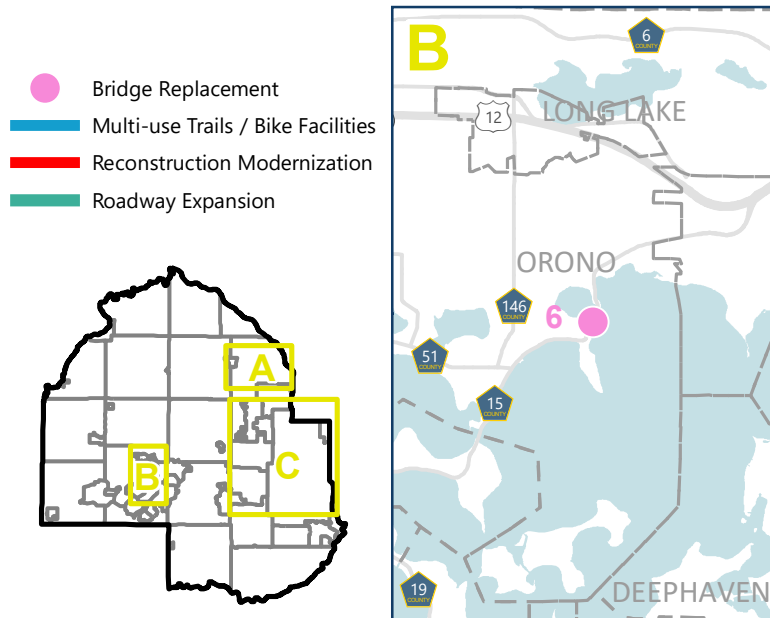 Bridge Replacement
Multi-use Trails / Bike Facilities
Reconstruction Modernization
Roadway Expansion
A
B
C
B
6
COUNTY
LONG LAKE
12
ORONO
146
COUNTY
6
51
COUNTY
15
COUNTY
19
COUNTY
DEEPHAVEN